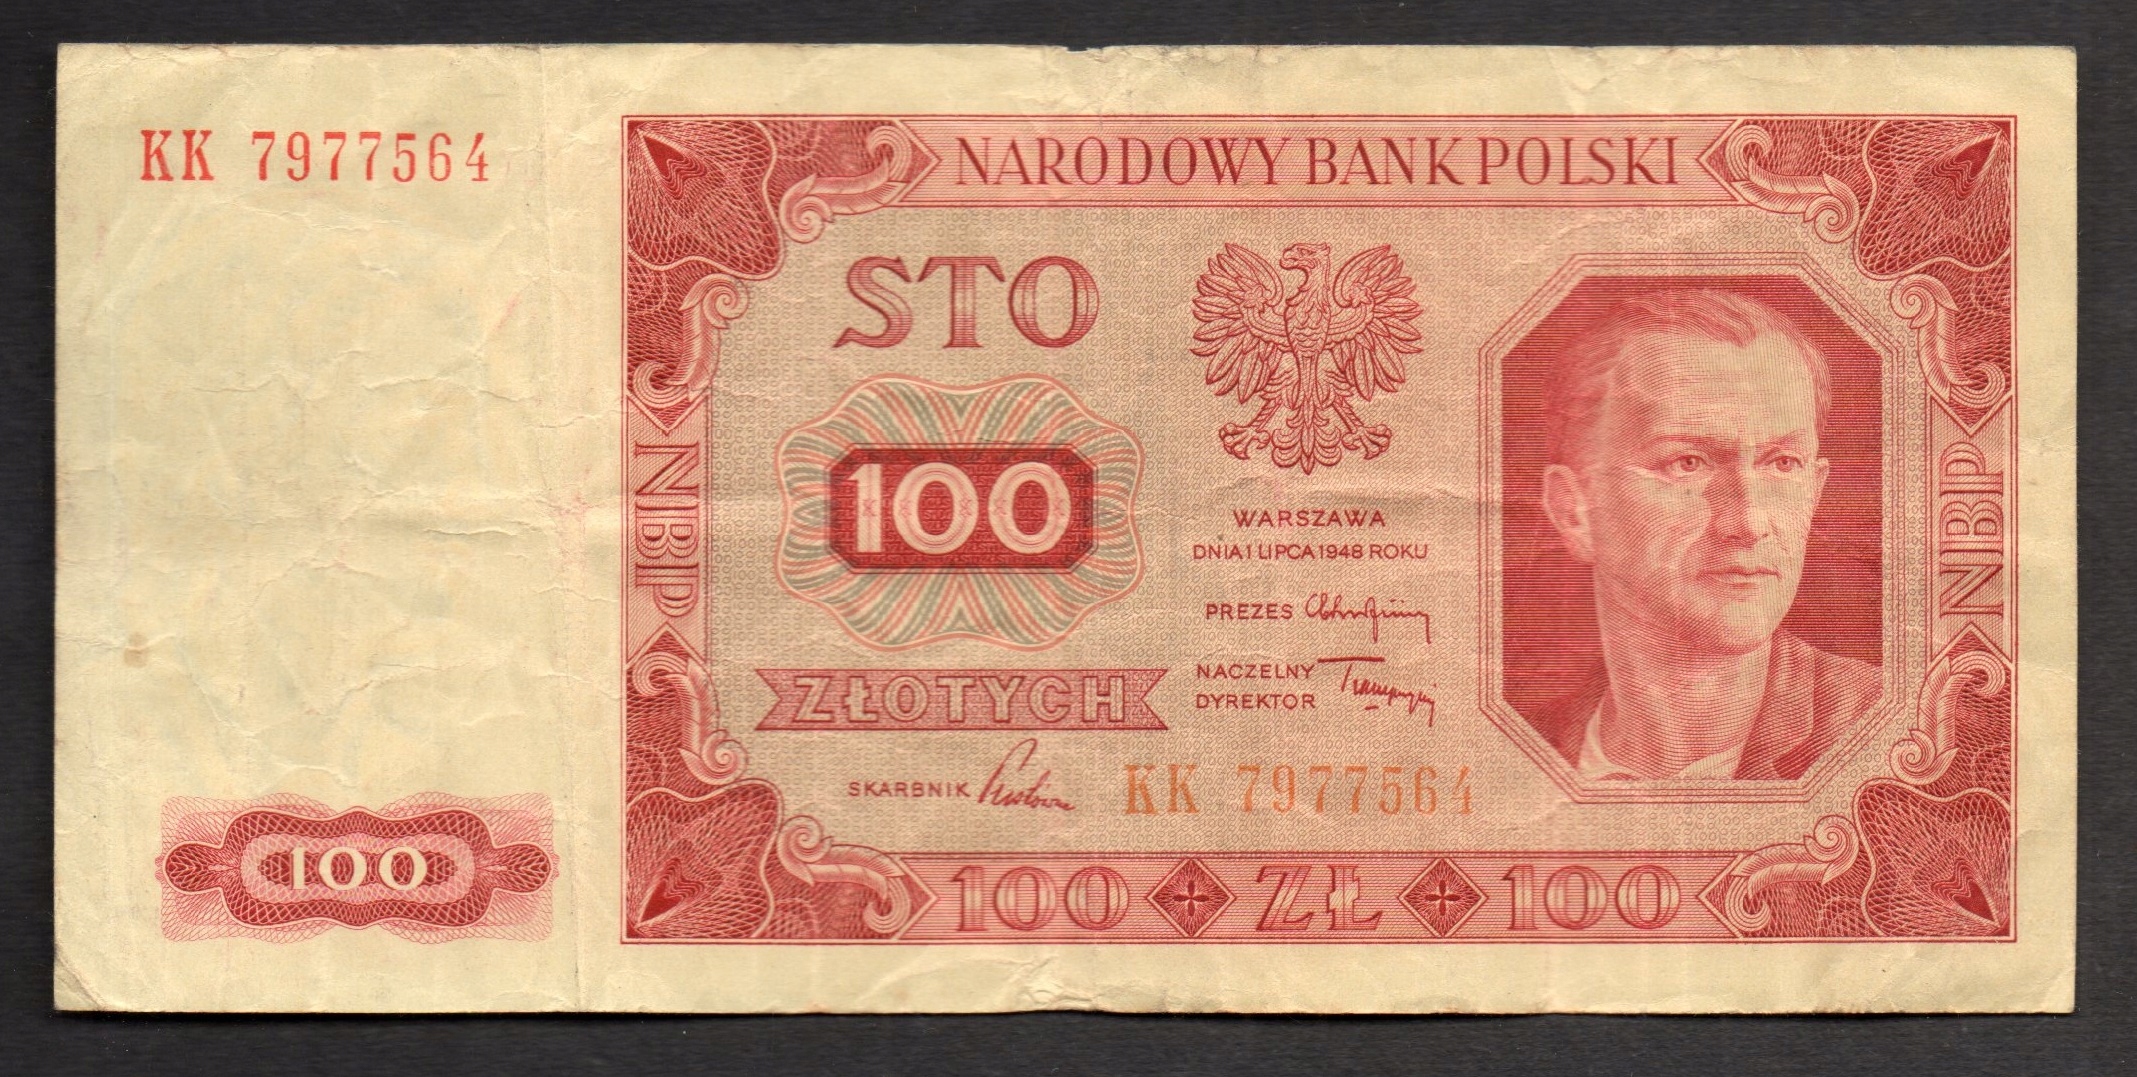 KK 7977564
NARODOWY BANK POLSKI
STO
100
NBP
NBP
WARSZAWA
DNIA 1 LIPCA 1948 ROKU
PREZES
NACZELNY
DYREKTOR
ZŁOTYCH
SKARBNIK
KK 7977564
100
100 ZŁ 100